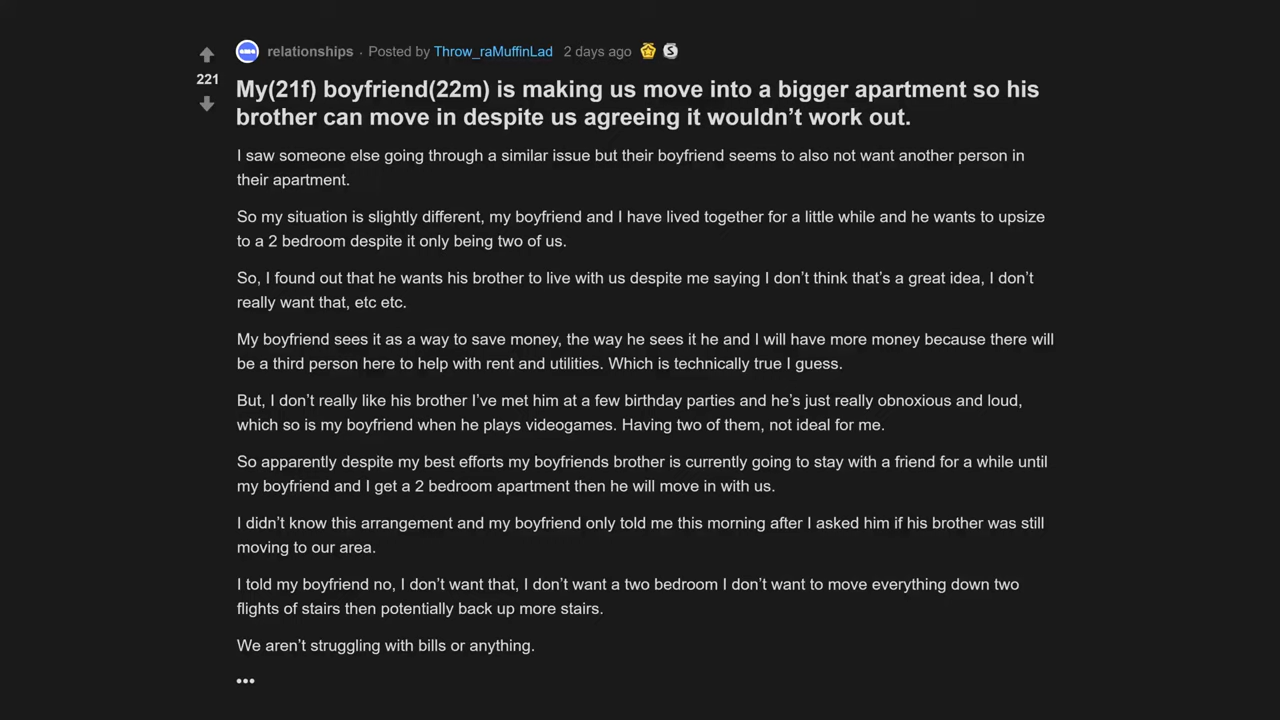 relationships · Posted by Throw_raMuffinLad 2 days ago
221
My(21f) boyfriend(22m) is making us move into a bigger apartment so his
brother can move in despite us agreeing it wouldn’t work out.
I saw someone else going through a similar issue but their boyfriend seems to also not want another person in
their apartment.
So my situation is slightly different, my boyfriend and I have lived together for a little while and he wants to upsize
to a 2 bedroom despite it only being two of us.
So, I found out that he wants his brother to live with us despite me saying I don’t think that’s a great idea, I don’t
really want that, etc etc.
My boyfriend sees it as a way to save money, the way he sees it he and I will have more money because there will
be a third person here to help with rent and utilities. Which is technically true I guess.
But, I don’t really like his brother I’ve met him at a few birthday parties and he’s just really obnoxious and loud,
which so is my boyfriend when he plays videogames. Having two of them, not ideal for me.
So apparently despite my best efforts my boyfriends brother is currently going to stay with a friend for a while until
my boyfriend and I get a 2 bedroom apartment then he will move in with us.
I didn’t know this arrangement and my boyfriend only told me this morning after I asked him if his brother was still
moving to our area.
I told my boyfriend no, I don’t want that, I don’t want a two bedroom I don’t want to move everything down two
flights of stairs then potentially back up more stairs.
We aren’t struggling with bills or anything.
•••